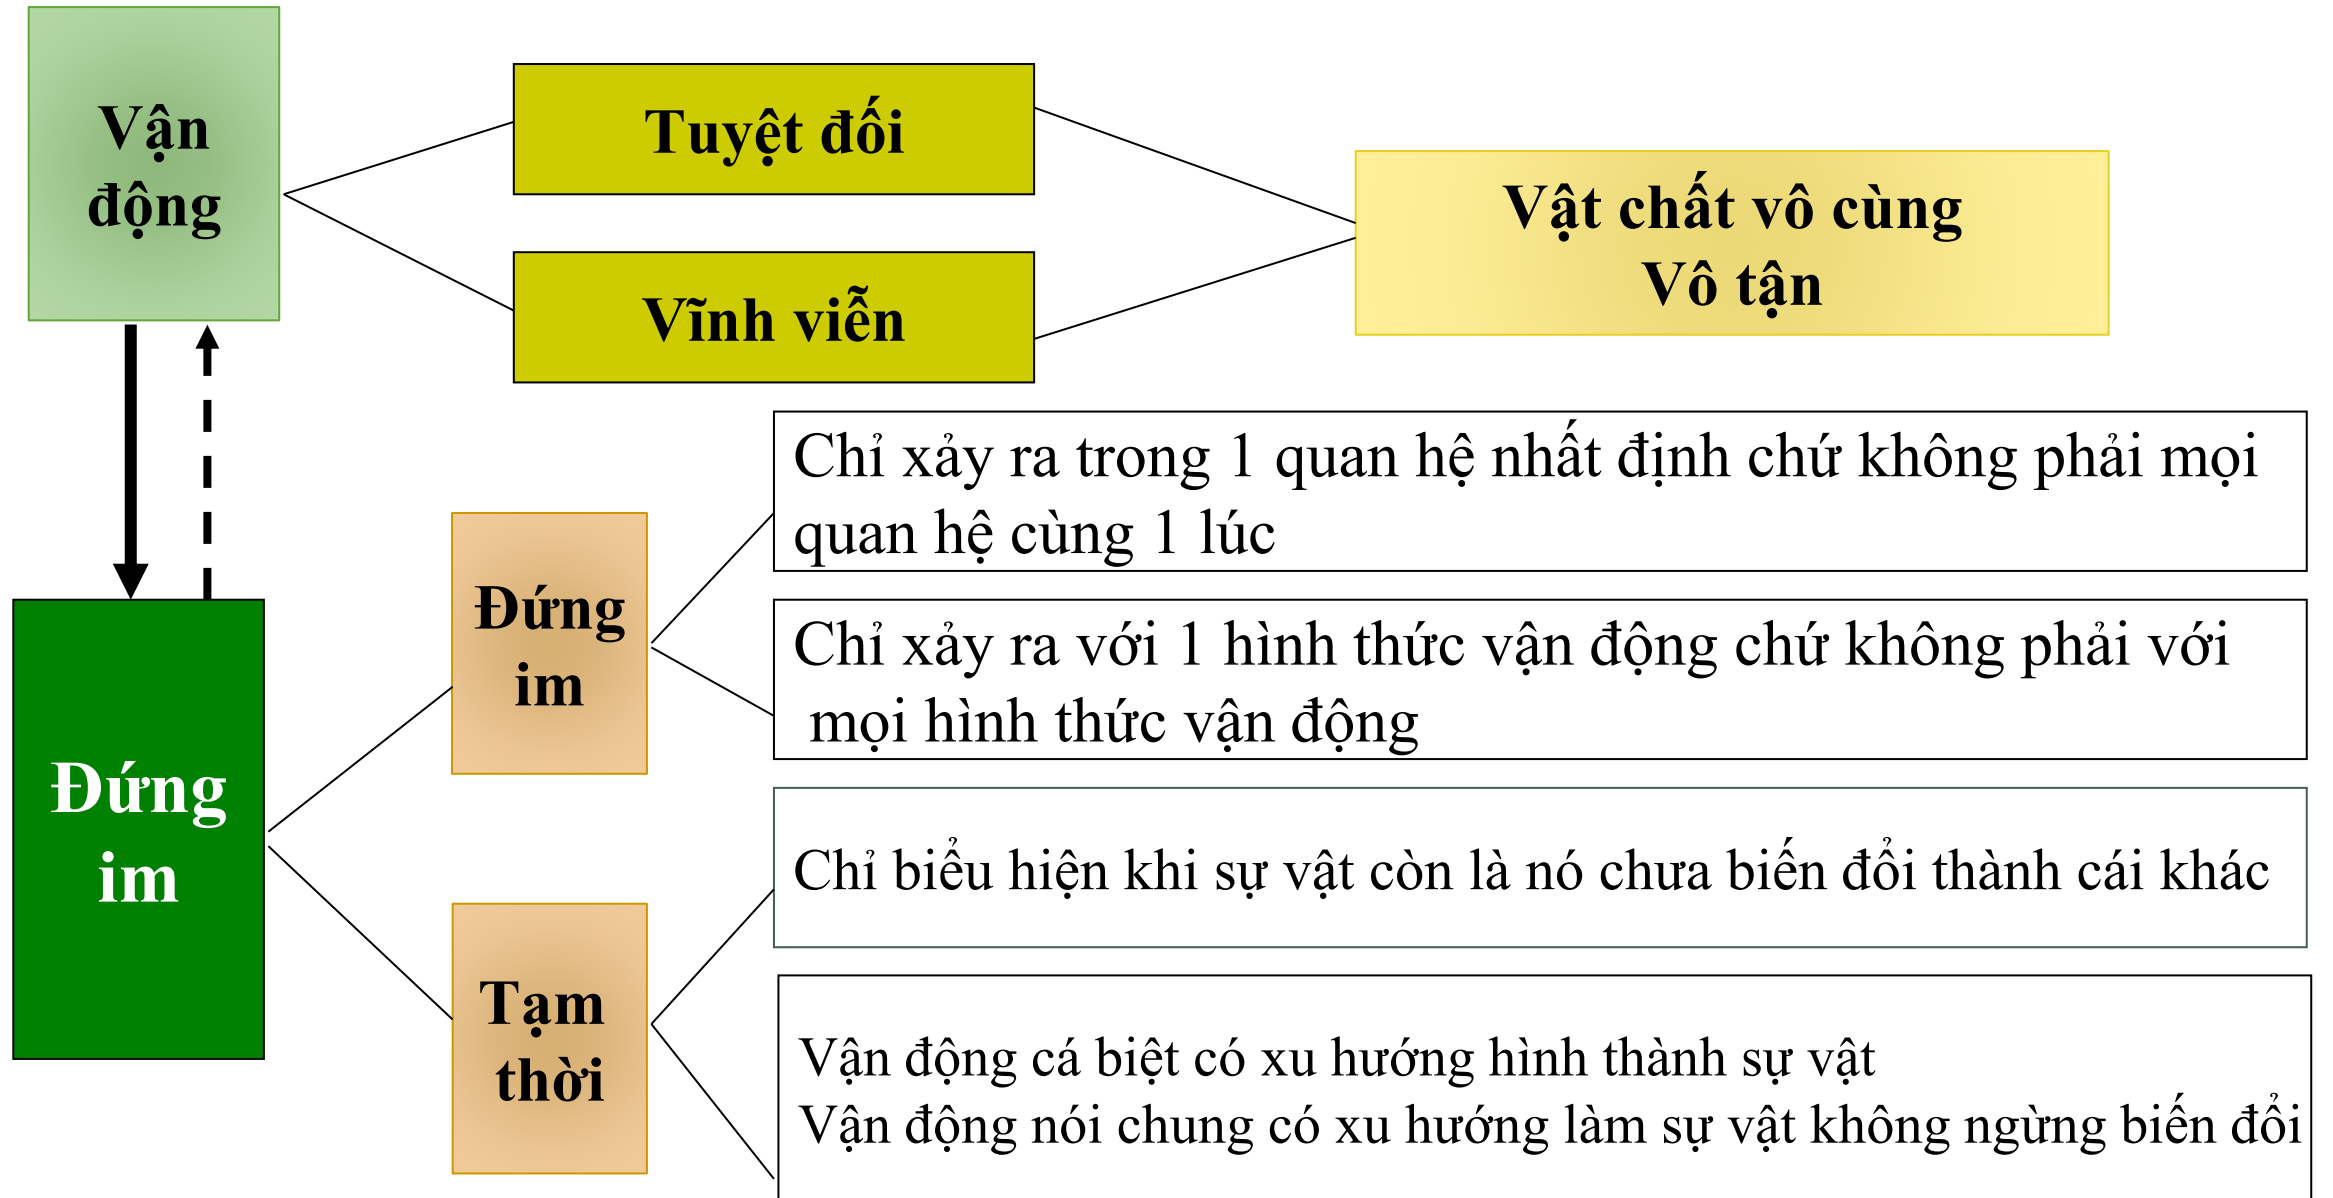 Vận
động
Tuyệt đối
Vĩnh viễn
Vật chất vô cùng
Vô tận
Đứng
im
Đứng
im
Chỉ xảy ra trong 1 quan hệ nhất định chứ không phải mọi
quan hệ cùng 1 lúc
Chỉ xảy ra với 1 hình thức vận động chứ không phải với
mọi hình thức vận động
Tạm
thời
Chỉ biểu hiện khi sự vật còn là nó chưa biến đổi thành cái khác
Vận động cá biệt có xu hướng hình thành sự vật
Vận động nói chung có xu hướng làm sự vật không ngừng biến đổi